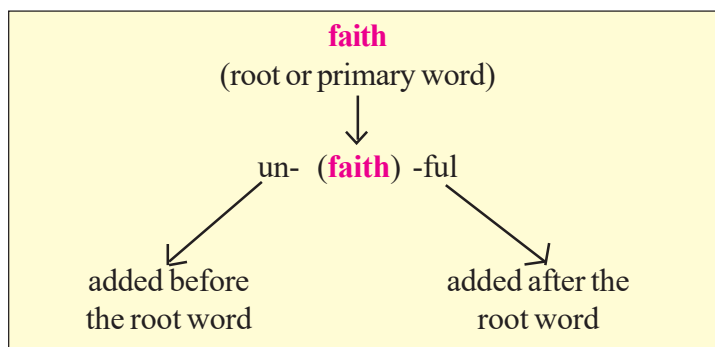 faith
(root or primary word)
un- (faith) -ful
added before
the root word
added after the
root word